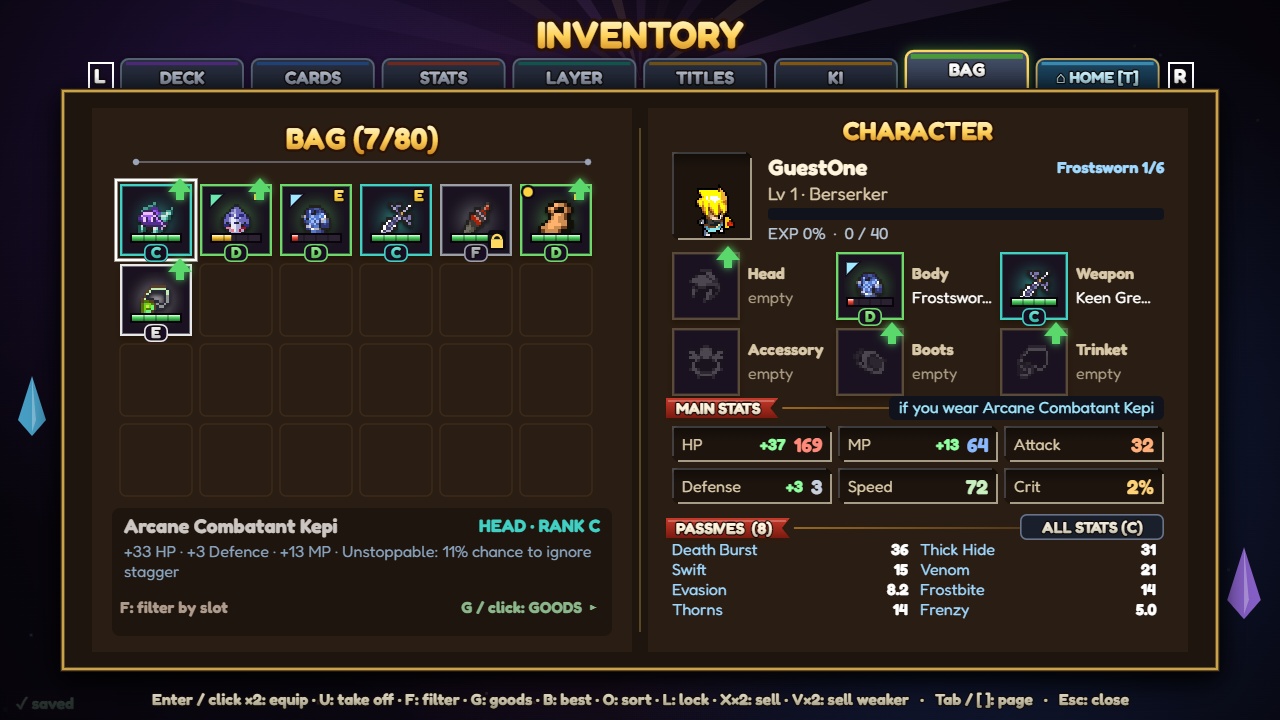 INVENTORY
L DECK CARDS STATS LAYER TITLES KI BAG ⌂ HOME [T] R
BAG (7/80)
E E
C D D C F D
E
Arcane Combatant Kepi HEAD · RANK C
+33 HP · +3 Defence · +13 MP · Unstoppable: 11% chance to ignore
stagger
F: filter by slot G / click: GOODS ►
CHARACTER
GuestOne Frostsworn 1/6
Lv 1 · Berserker
EXP 0% · 0 / 40
Head Body Weapon
empty Frostswor... Keen Gre...
D C
Accessory Boots Trinket
empty empty empty
MAIN STATS if you wear Arcane Combatant Kepi
HP +37 169 MP +13 64 Attack 32
Defense +3 3 Speed 72 Crit 2%
PASSIVES (8) ALL STATS (C)
Death Burst 36 Thick Hide 31
Swift 15 Venom 21
Evasion 8.2 Frostbite 14
Thorns 14 Frenzy 5.0
✓ saved Enter / click x2: equip · U: take off · F: filter · G: goods · B: best · O: sort · L: lock · Xx2: sell · Vx2: sell weaker · Tab / [ ]: page · Esc: close